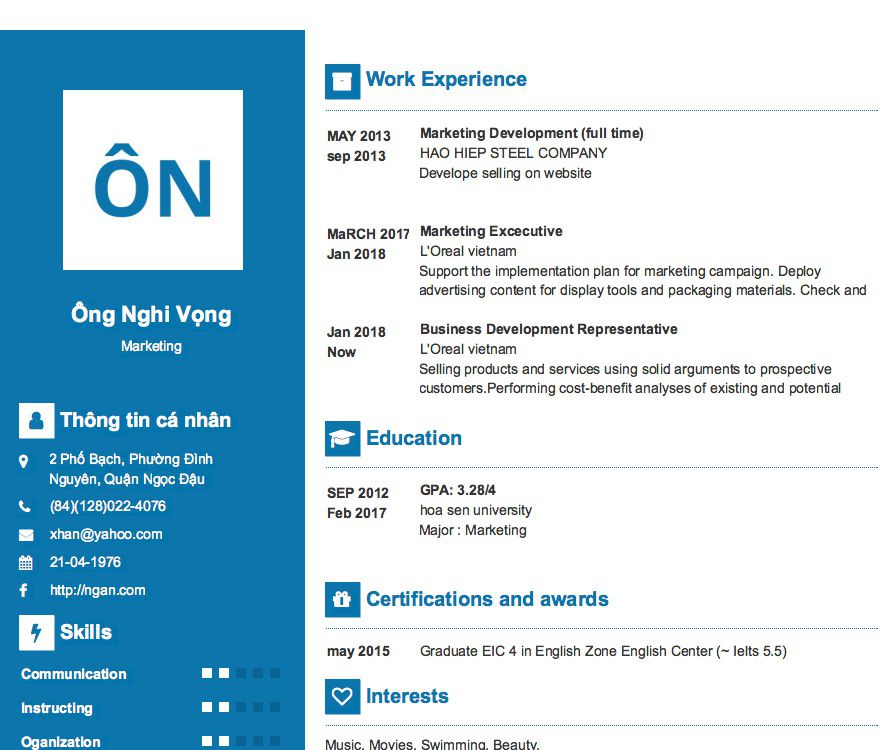 ÔN
Ông Nghi Vọng
Marketing
Thông tin cá nhân
2 Phố Bạch, Phường Đình
Nguyên, Quận Ngọc Đậu
(84)(128)022-4076
xhan@yahoo.com
21-04-1976
http://ngan.com
Skills
Communication
Instructing
Oganization
Work Experience
MAY 2013
sep 2013
Marketing Development (full time)
HAO HIEP STEEL COMPANY
Develope selling on website
MaRCH 2017
Jan 2018
Marketing Excecutive
L'Oreal vietnam
Support the implementation plan for marketing campaign. Deploy
advertising content for display tools and packaging materials. Check and
Jan 2018
Now
Business Development Representative
L'Oreal vietnam
Selling products and services using solid arguments to prospective
customers.Performing cost-benefit analyses of existing and potential
Education
SEP 2012
Feb 2017
GPA: 3.28/4
hoa sen university
Major : Marketing
Certifications and awards
may 2015
Graduate EIC 4 in English Zone English Center (~ Ielts 5.5)
Interests
Music, Movies, Swimming, Beauty.